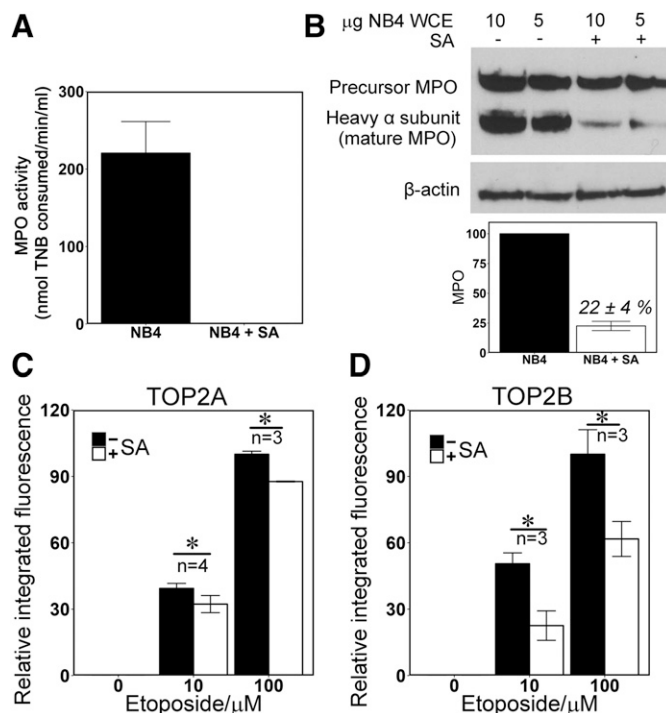 A
MPO activity
(nmol TNB consumed/min/ml)
300
200
100
0
NB4
NB4 + SA
B
μg NB4 WCE 10 5 10 5
SA - - + +
Precursor MPO
Heavy α subunit
(mature MPO)
β-actin
MPO
100
75
50
25
0
22 ± 4 %
NB4
NB4 + SA
C
TOP2A
Relative integrated fluorescence
120
90
60
30
0
- SA
+
*
n=4
*
n=3
0
10
100
Etoposide/μM
D
TOP2B
Relative integrated fluorescence
120
90
60
30
0
- SA
+
*
n=3
*
n=3
0
10
100
Etoposide/μM